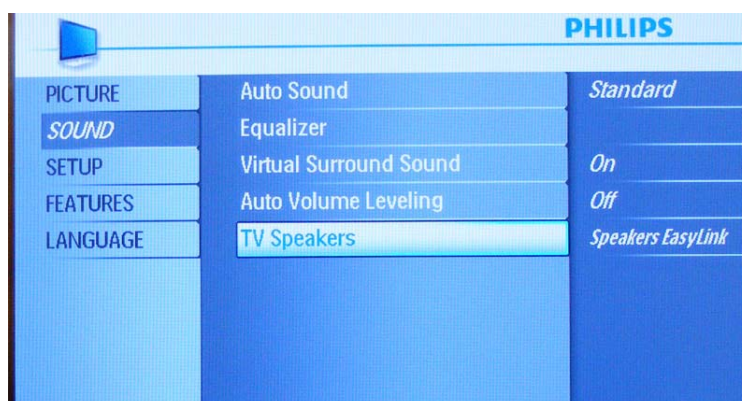 PHILIPS
PICTURE Auto Sound Standard
SOUND Equalizer
SETUP Virtual Surround Sound On
FEATURES Auto Volume Leveling Off
LANGUAGE TV Speakers Speakers EasyLink